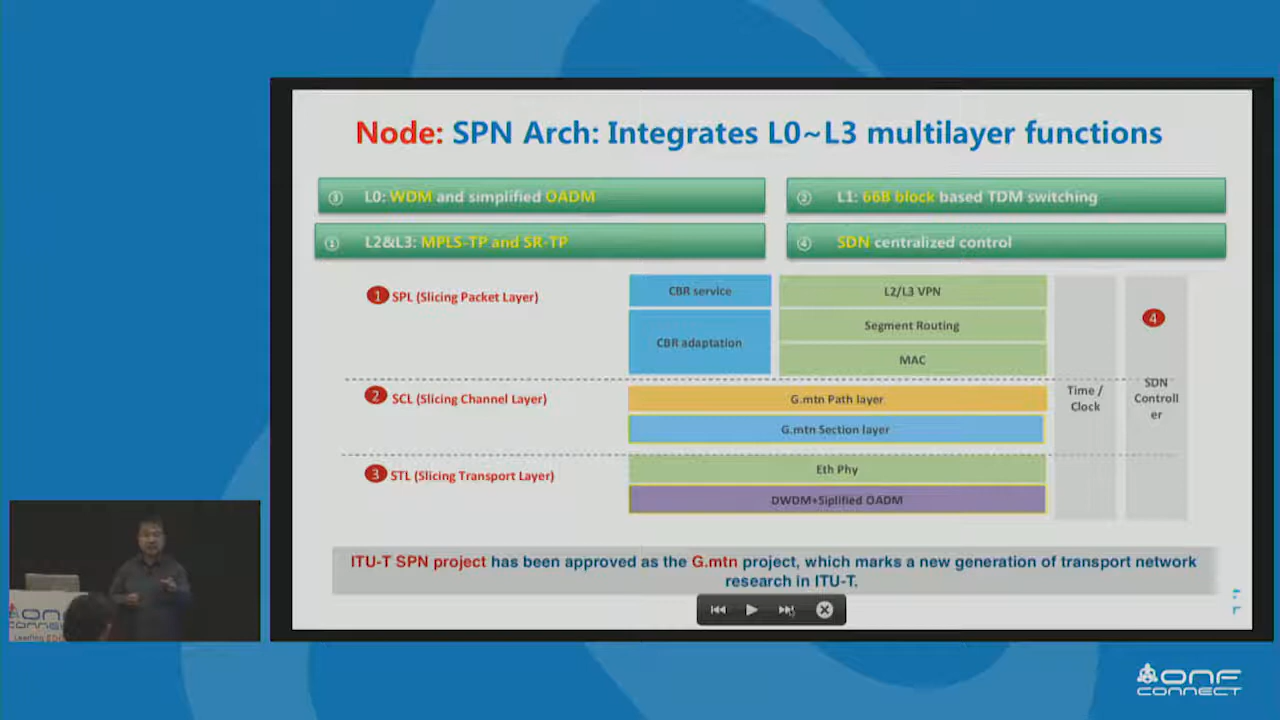 Node: SPN Arch: Integrates L0~L3 multilayer functions
③ L0: WDM and simplified OADM
② L1: 66B block based TDM switching
① L2&L3: MPLS-TP and SR-TP
④ SDN centralized control
1 SPL (Slicing Packet Layer)
CBR service
L2/L3 VPN
4
Segment Routing
CBR adaptation
MAC
2 SCL (Slicing Channel Layer)
G.mtn Path layer
Time /
Clock
SDN
Controll
er
G.mtn Section layer
3 STL (Slicing Transport Layer)
Eth Phy
DWDM+Siplified OADM
ITU-T SPN project has been approved as the G.mtn project, which marks a new generation of transport network
research in ITU-T.
ONF
CONNECT
ONF
CONNECT